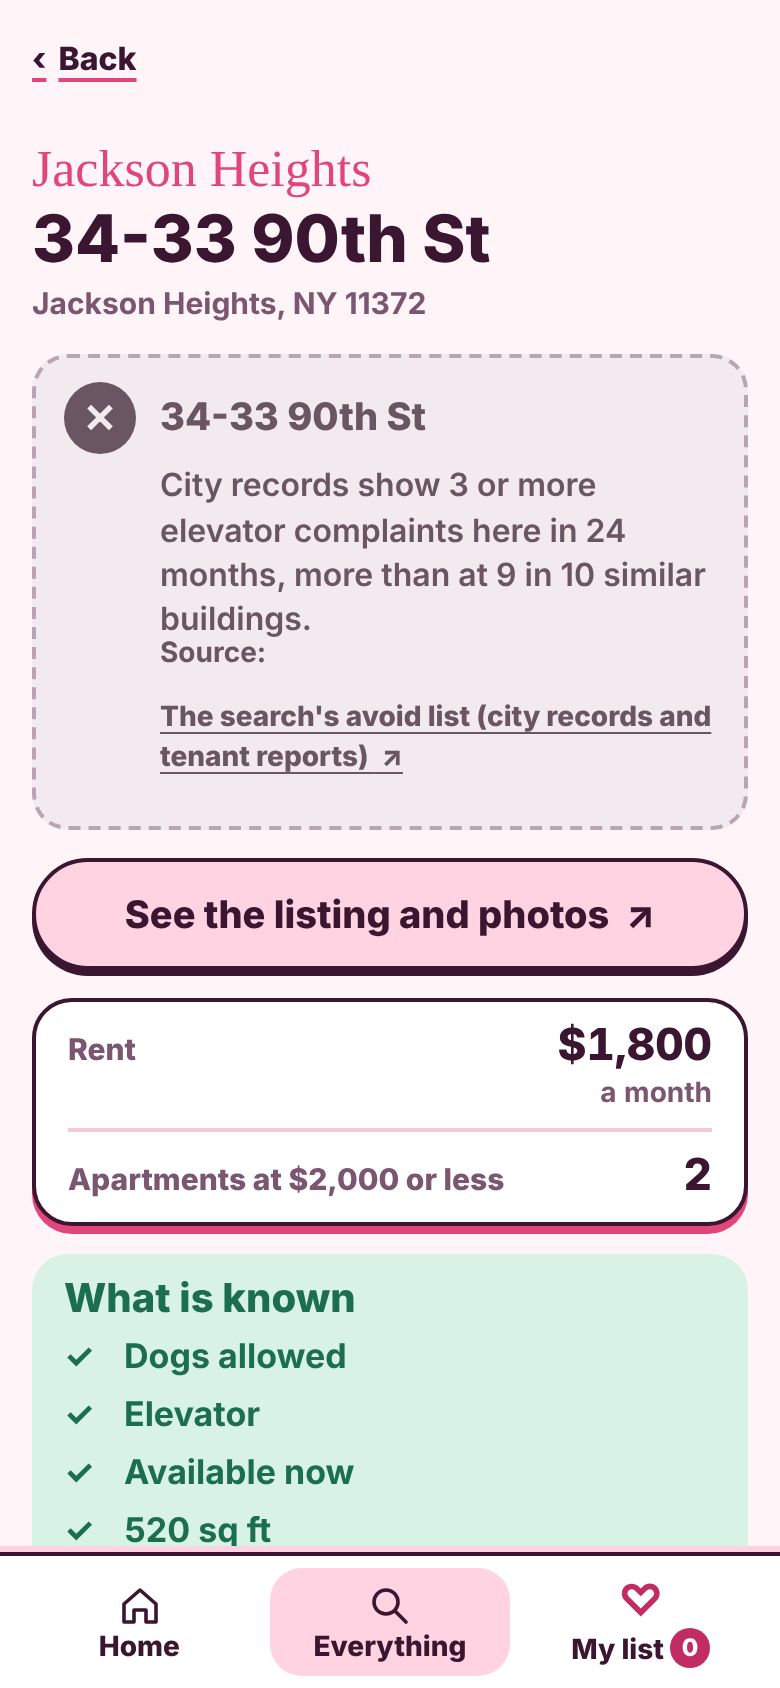 ‹ Back
Jackson Heights
34-33 90th St
Jackson Heights, NY 11372
34-33 90th St
City records show 3 or more
elevator complaints here in 24
months, more than at 9 in 10 similar
buildings.
Source:
The search's avoid list (city records and
tenant reports) ↗
See the listing and photos ↗
Rent
$1,800
a month
Apartments at $2,000 or less
2
What is known
✓ Dogs allowed
✓ Elevator
✓ Available now
✓ 520 sq ft
Home
Everything
My list 0